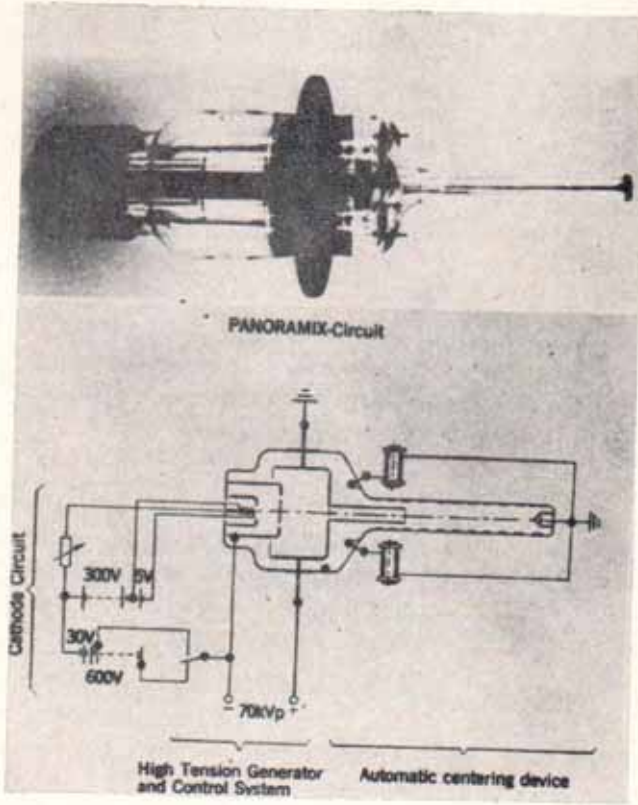 PANORAMIX-Circuit
Cathode Circuit
300V
5V
30V
600V
- 70kVp +
High Tension Generator
and Control System
Automatic centering device